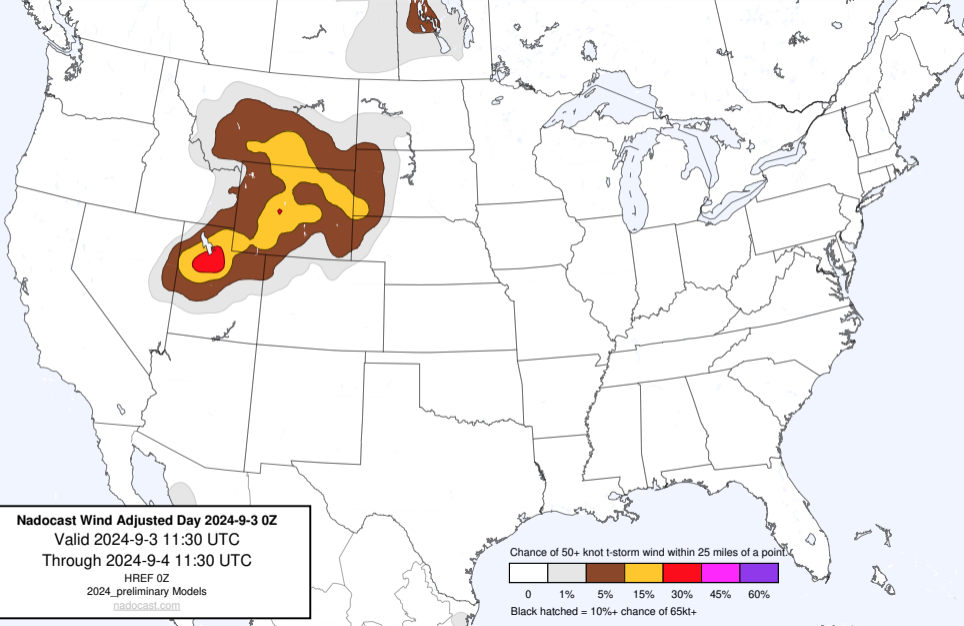 Nadocast Wind Adjusted Day 2024-9-3 0Z
Valid 2024-9-3 11:30 UTC
Through 2024-9-4 11:30 UTC
HREF 0Z
2024_preliminary Models
nadocast.com
Chance of 50+ knot t-storm wind within 25 miles of a point.
0 1% 5% 15% 30% 45% 60%
Black hatched = 10%+ chance of 65kt+